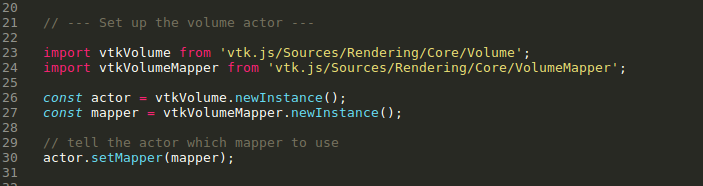 20
21 // --- Set up the volume actor ---
22
23 import vtkVolume from 'vtk.js/Sources/Rendering/Core/Volume';
24 import vtkVolumeMapper from 'vtk.js/Sources/Rendering/Core/VolumeMapper';
25
26 const actor = vtkVolume.newInstance();
27 const mapper = vtkVolumeMapper.newInstance();
28
29 // tell the actor which mapper to use
30 actor.setMapper(mapper);
31